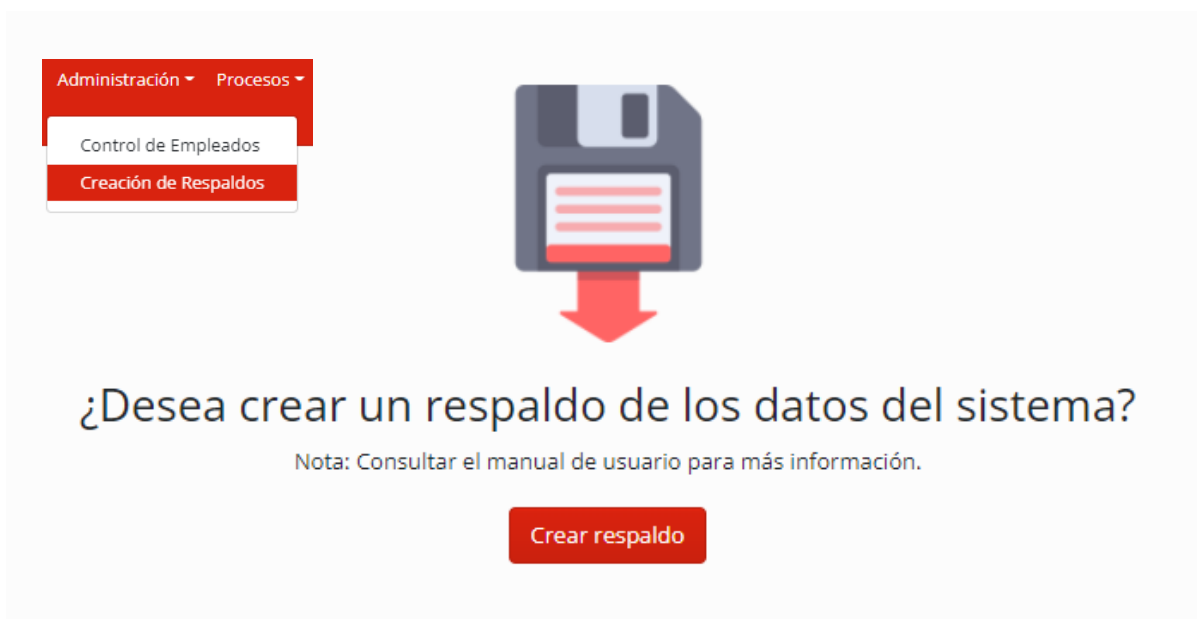 Administración Procesos
Control de Empleados
Creación de Respaldos
¿Desea crear un respaldo de los datos del sistema?
Nota: Consultar el manual de usuario para más información.
Crear respaldo